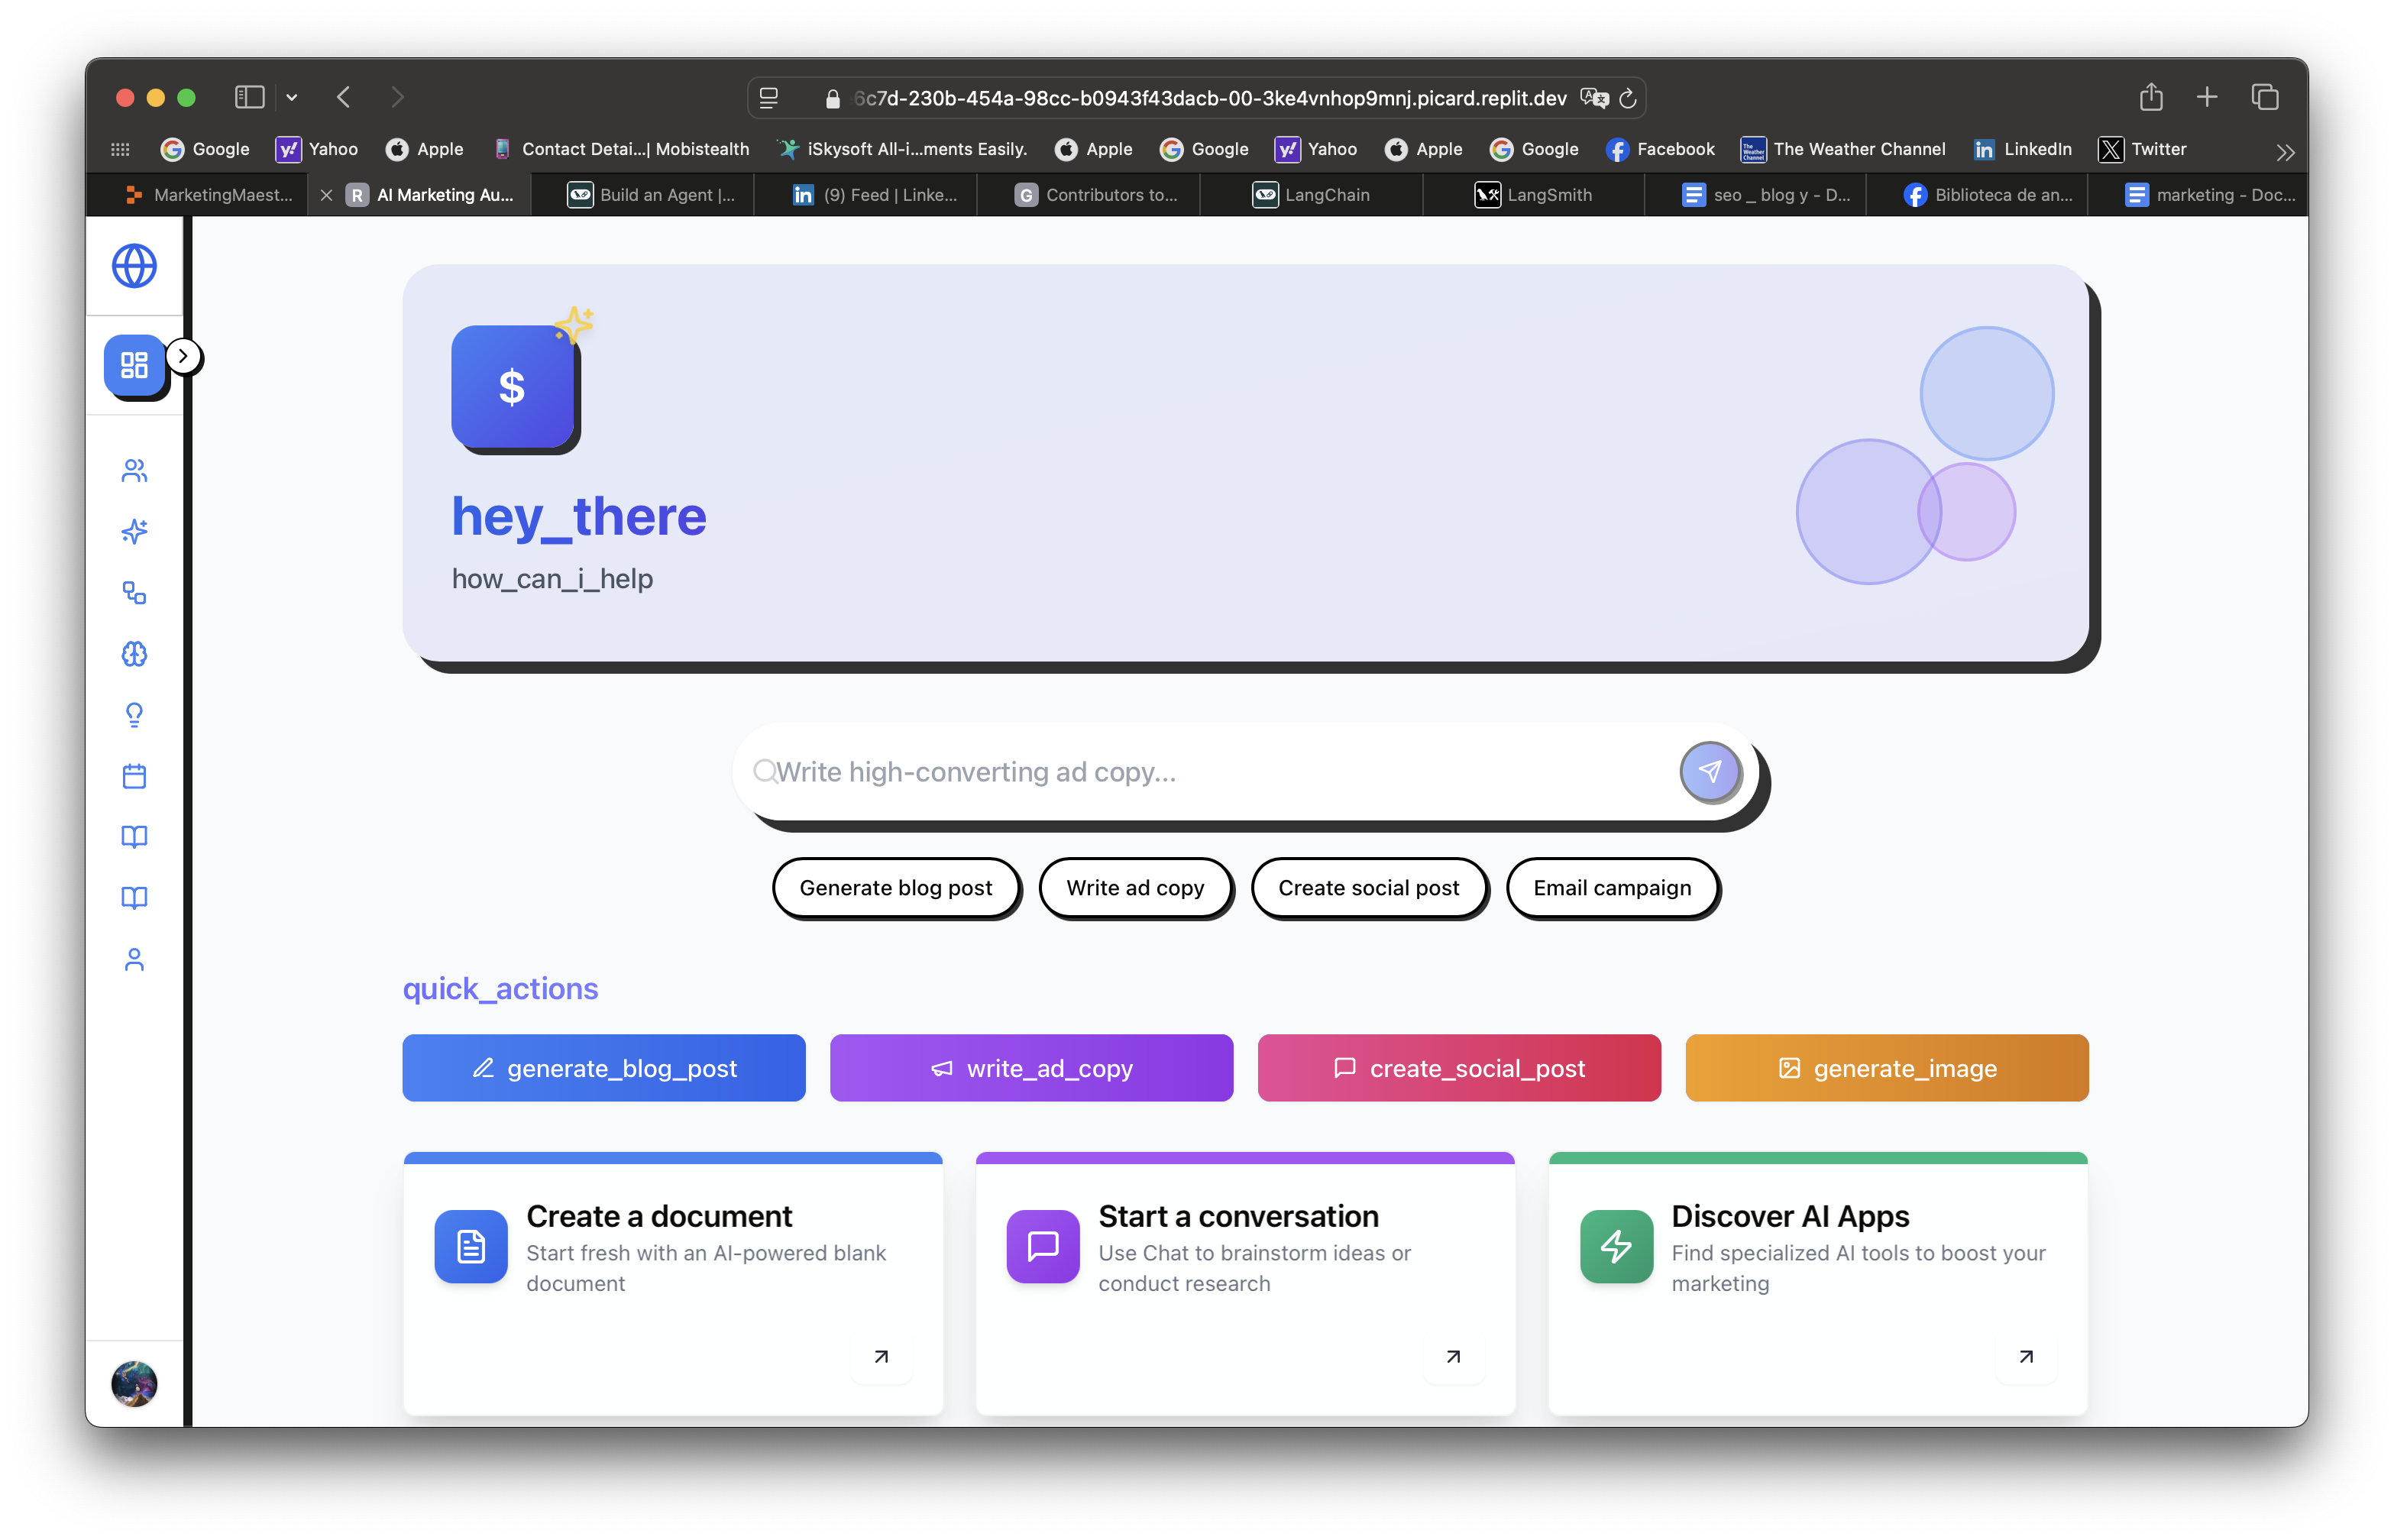 6c7d-230b-454a-98cc-b0943f43dacb-00-3ke4vnhop9mnj.picard.replit.dev
Google Yahoo Apple Contact Detai...| Mobistealth iSkysoft All-i...ments Easily. Apple Google Yahoo Apple Google Facebook The Weather Channel LinkedIn Twitter
MarketingMaest... AI Marketing Au... Build an Agent |... (9) Feed | Linke... Contributors to... LangChain LangSmith seo _ blog y - D... Biblioteca de an... marketing - Doc...
$
hey_there
how_can_i_help
Write high-converting ad copy...
Generate blog post Write ad copy Create social post Email campaign
quick_actions
generate_blog_post write_ad_copy create_social_post generate_image
Create a document
Start fresh with an AI-powered blank
document
Start a conversation
Use Chat to brainstorm ideas or
conduct research
Discover AI Apps
Find specialized AI tools to boost your
marketing